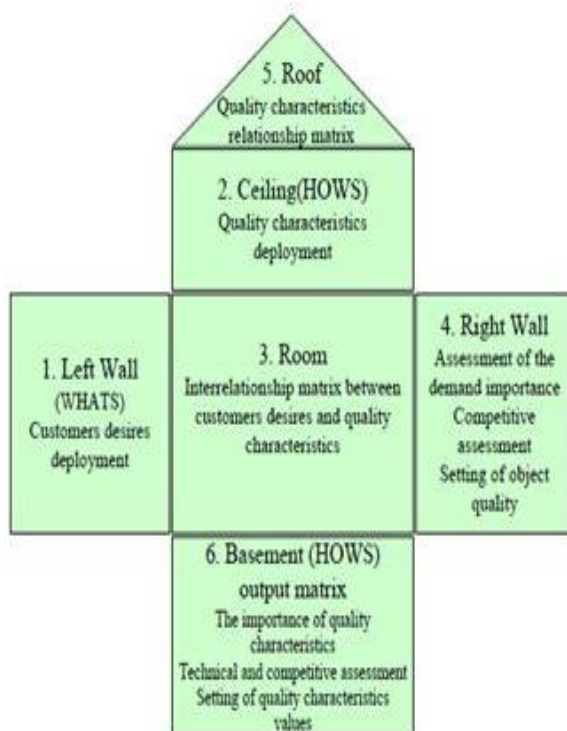 5. Roof
Quality characteristics
relationship matrix
2. Ceiling(HOWS)
Quality characteristics
deployment
1. Left Wall
(WHATS)
Customers desires
deployment
3. Room
Interrelationship matrix between
customers desires and quality
characteristics
4. Right Wall
Assessment of the
demand importance
Competitive
assessment
Setting of object
quality
6. Basement (HOWS)
output matrix
The importance of quality
characteristics
Technical and competitive assessment
Setting of quality characteristics
values